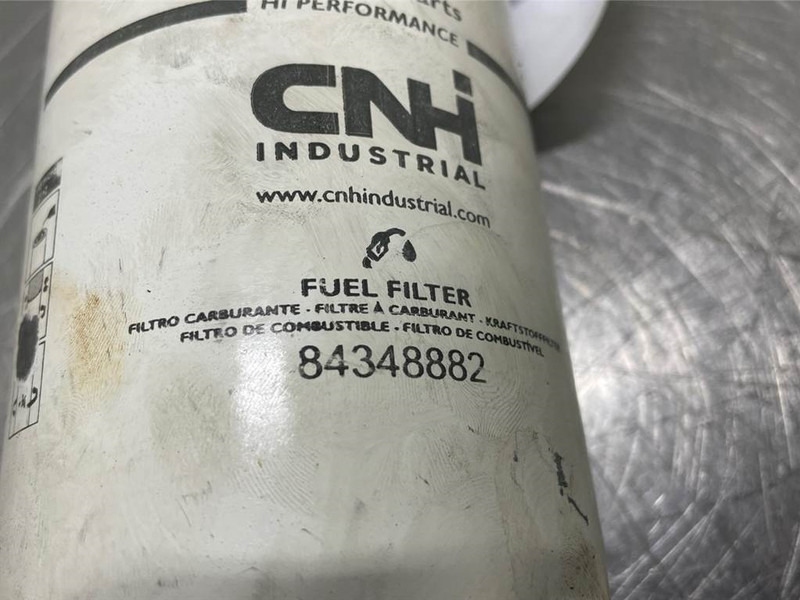 HI PERFORMANCE
CNH
INDUSTRIAL
www.cnhindustrial.com
FUEL FILTER
FILTRO CARBURANTE · FILTRE À CARBURANT · KRAFTSTOFFFILTER
FILTRO DE COMBUSTIBLE · FILTRO DE COMBUSTÍVEL
84348882